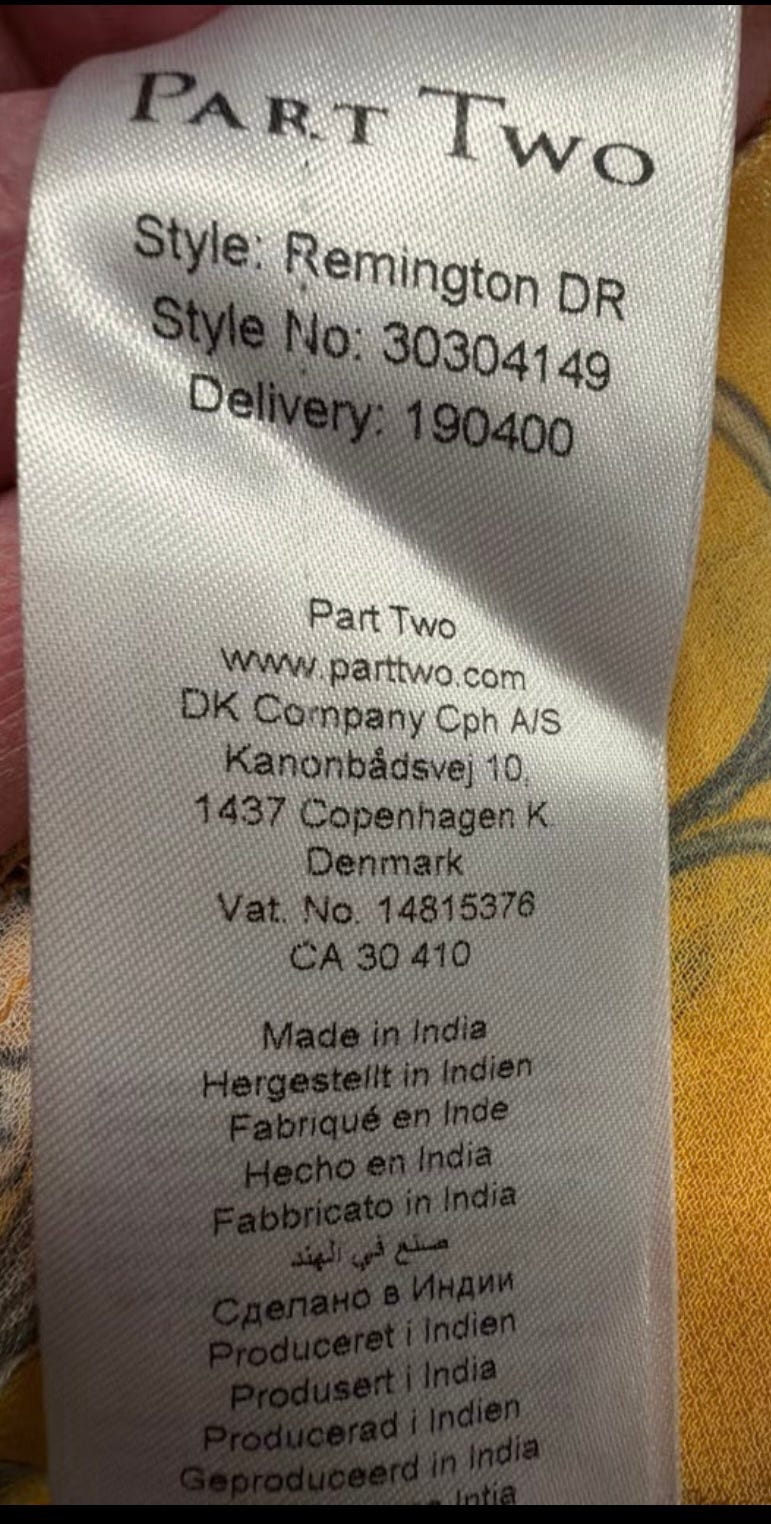 PART TWO
Style: Remington DR
Style No: 30304149
Delivery: 190400
Part Two
www.parttwo.com
DK Company Cph A/S
Kanonbådsvej 10,
1437 Copenhagen K
Denmark
Vat. No. 14815376
CA 30 410
Made in India
Hergestellt in Indien
Fabriqué en Inde
Hecho en India
Fabbricato in India
صنع في الهند
Сделано в Индии
Produceret i Indien
Produsert i India
Producerad i Indien
Geproduceerd in India
Intia